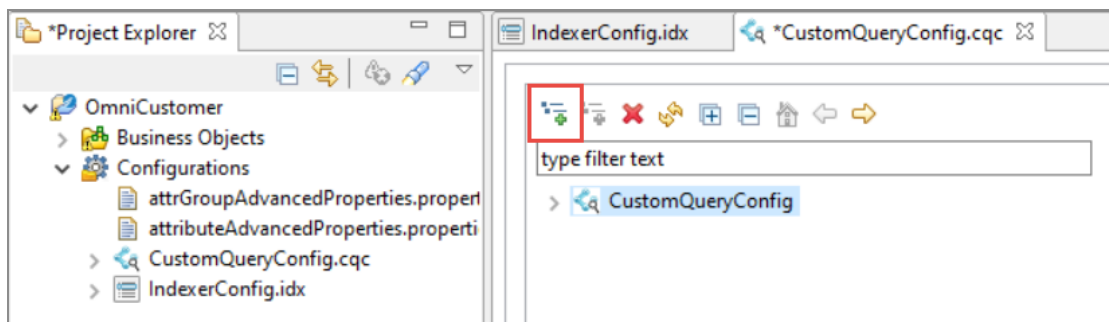 *Project Explorer
OmniCustomer
Business Objects
Configurations
attrGroupAdvancedProperties.propert
attributeAdvancedProperties.properti
CustomQueryConfig.cqc
IndexerConfig.idx
IndexerConfig.idx
*CustomQueryConfig.cqc
type filter text
CustomQueryConfig